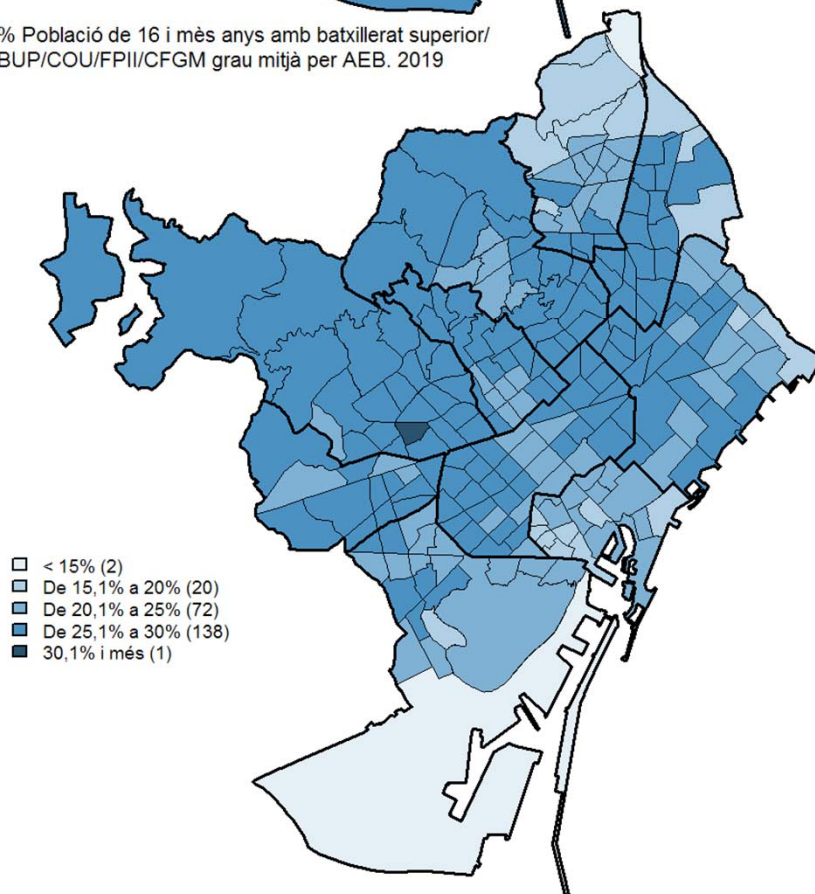 % Població de 16 i mès anys amb batxillerat superior/
BUP/COU/FPII/CFGM grau mitjà per AEB. 2019
< 15% (2)
De 15,1% a 20% (20)
De 20,1% a 25% (72)
De 25,1% a 30% (138)
30,1% i més (1)